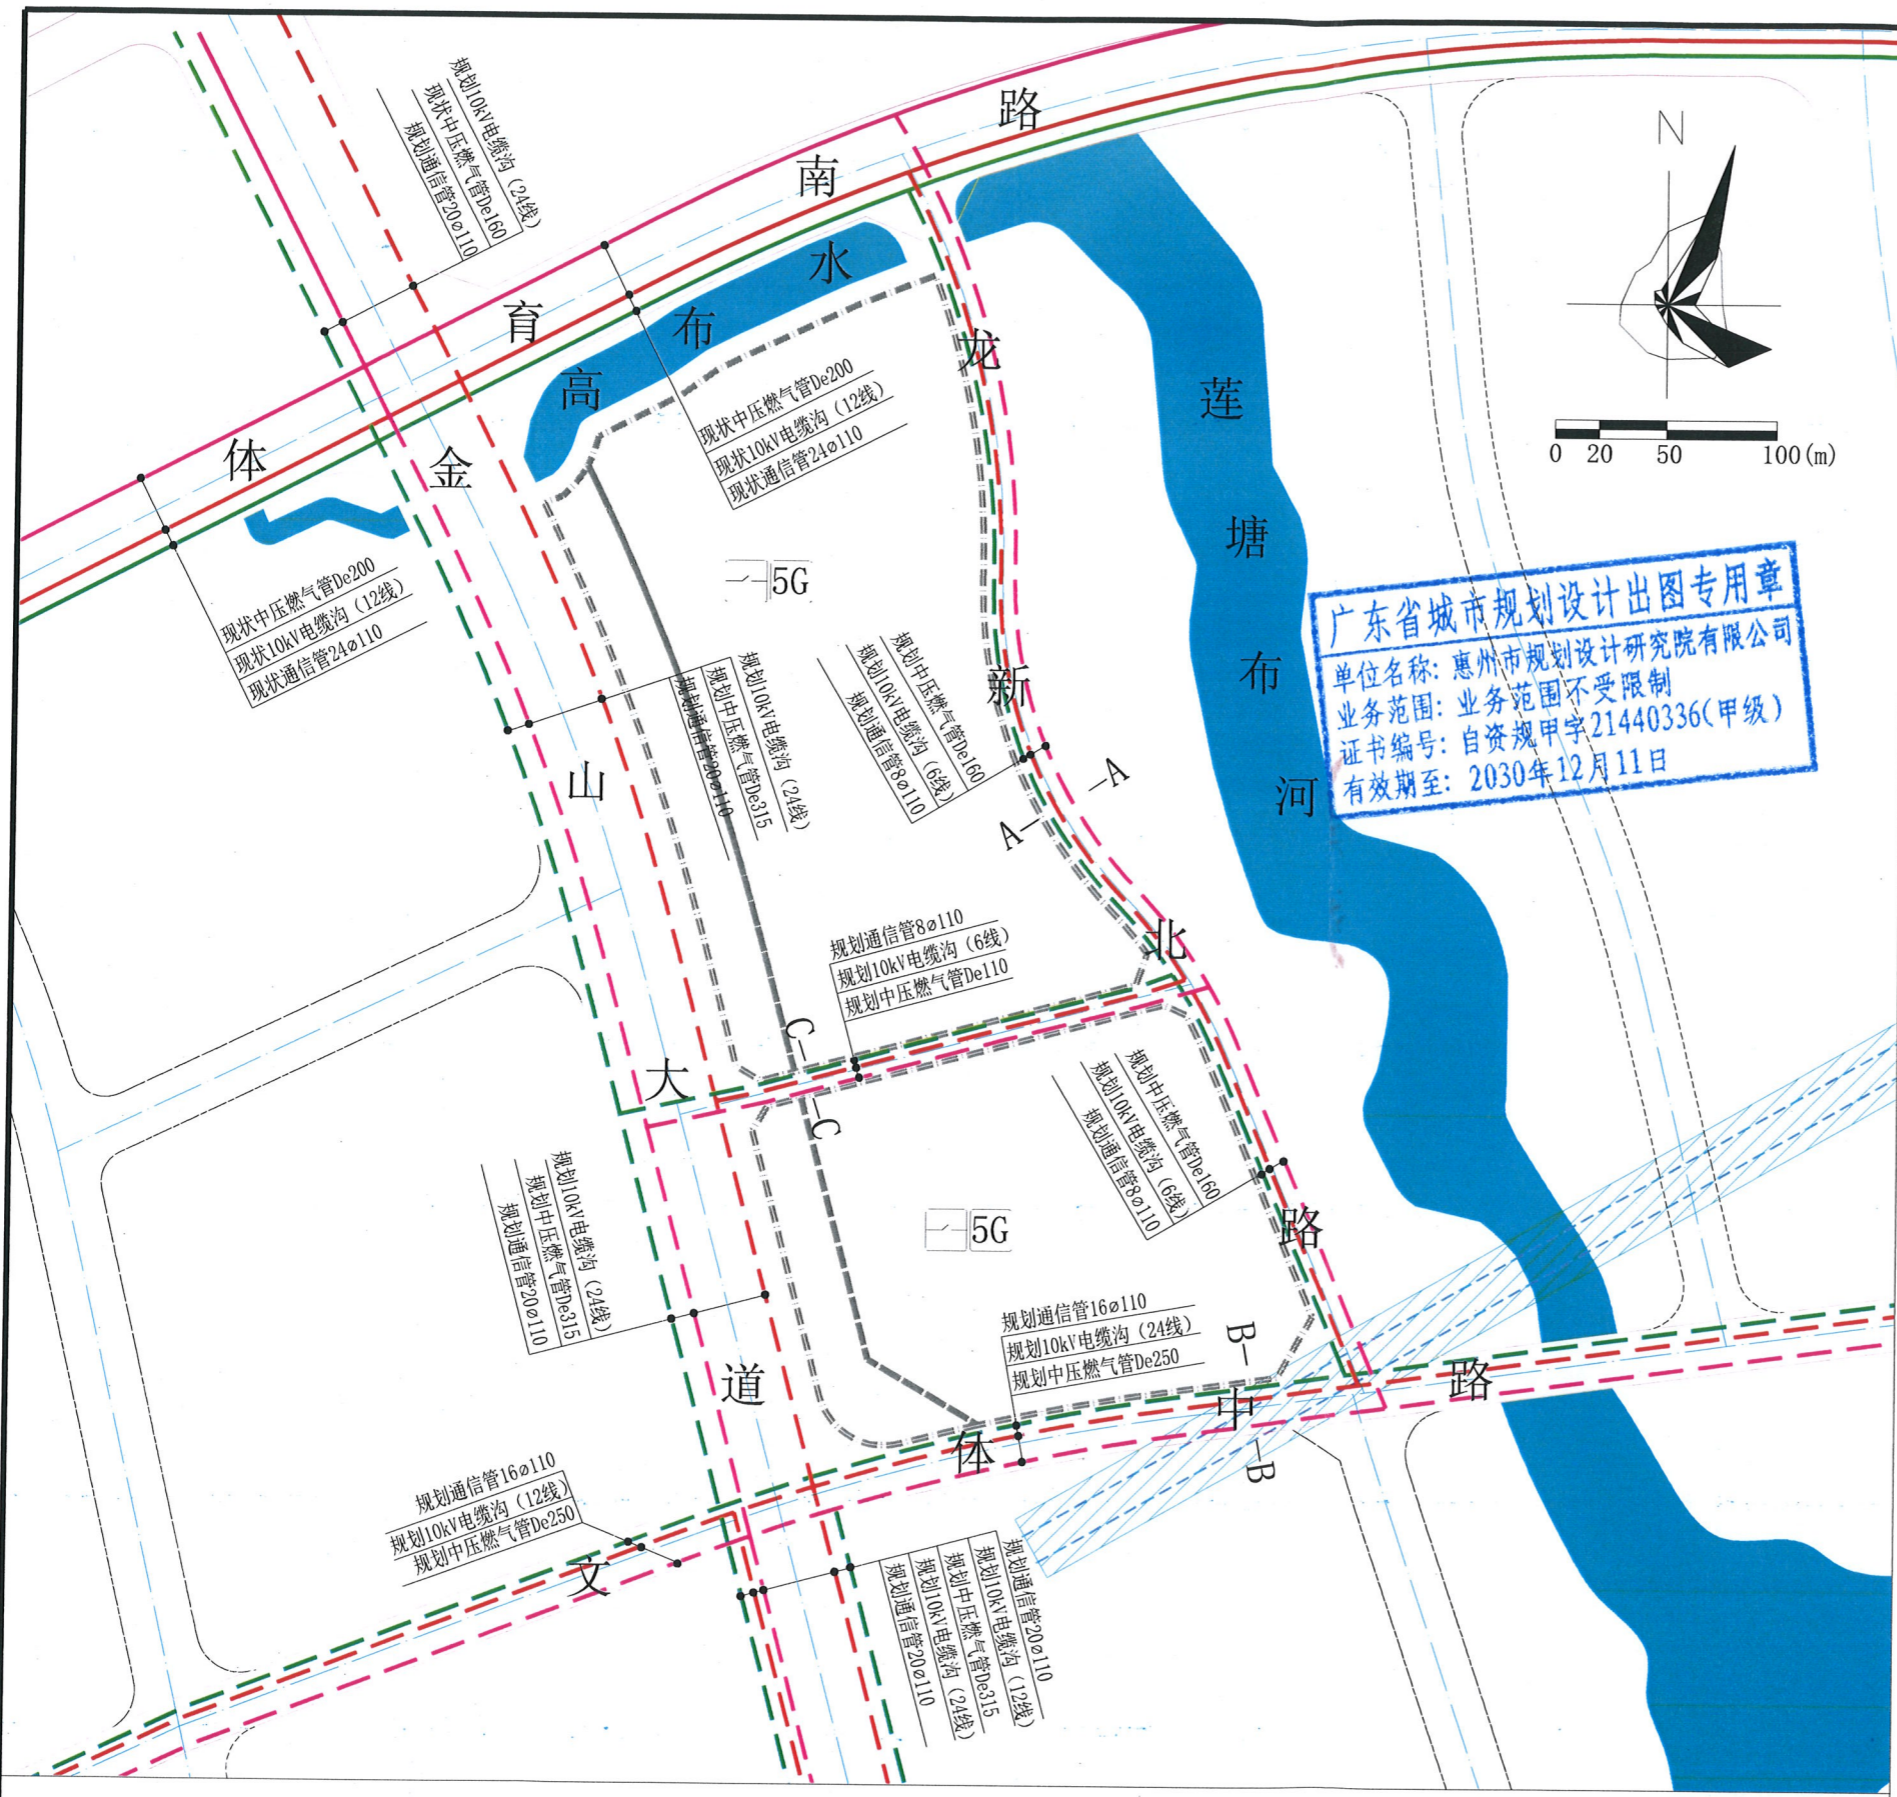 规划10kV电缆沟（24线）
现状中压燃气管De160
规划通信管20ø110
体育南路
高布水
N
0 20 50 100(m)
现状中压燃气管De200
现状10kV电缆沟（12线）
现状通信管24ø110
现状中压燃气管De200
现状10kV电缆沟（12线）
现状通信管24ø110
金山大道
龙新北路
莲塘布河
5G
广东省城市规划设计出图专用章
单位名称：惠州市规划设计研究院有限公司
业务范围：业务范围不受限制
证书编号：自资规甲字21440336(甲级)
有效期至：2030年12月11日
规划10kV电缆沟（24线）
规划中压燃气管De315
规划通信管20ø110
规划中压燃气管De160
规划10kV电缆沟（6线）
规划通信管8ø110
A—
—A
规划通信管8ø110
规划10kV电缆沟（6线）
规划中压燃气管De110
C—
—C
规划中压燃气管De160
规划10kV电缆沟（6线）
规划通信管8ø110
规划10kV电缆沟（24线）
规划中压燃气管De315
规划通信管20ø110
5G
规划通信管16ø110
规划10kV电缆沟（24线）
规划中压燃气管De250
B—
—B
文体中路
规划通信管16ø110
规划10kV电缆沟（12线）
规划中压燃气管De250
规划通信管20ø110
规划10kV电缆沟（12线）
规划中压燃气管De315
规划10kV电缆沟（24线）
规划通信管20ø110